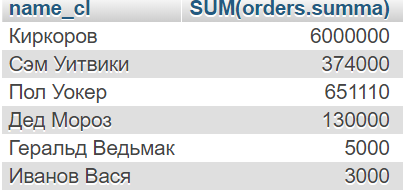 name_cl SUM(orders.summa)
Киркоров 6000000
Сэм Уитвики 374000
Пол Уокер 651110
Дед Мороз 130000
Геральд Ведьмак 5000
Иванов Вася 3000